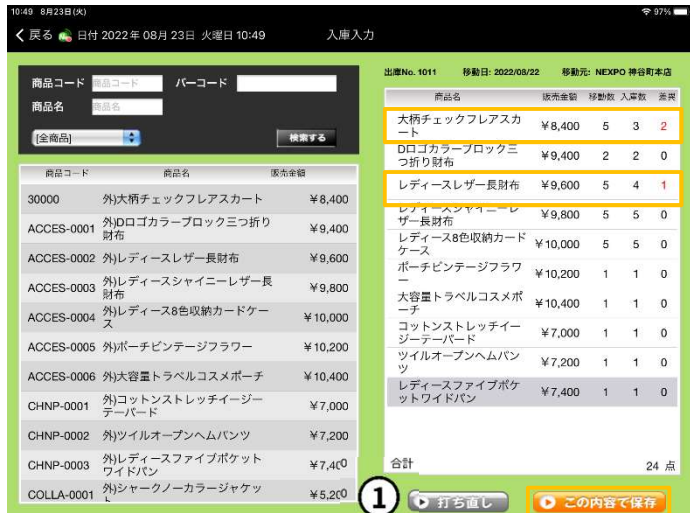 10:49 8月23日(火) 97%
戻る 日付 2022年 08月 23日 火曜日 10:49 入庫入力
商品コード 商品コード バーコード
商品名 商品名
[全商品] 検索する
商品コード 商品名 販売金額
30000 外)大柄チェックフレアスカート ¥8,400
ACCES-0001 外)Dロゴカラーブロック三つ折り
財布 ¥9,400
ACCES-0002 外)レディースレザー長財布 ¥9,600
ACCES-0003 外)レディースシャイニーレザー長
財布 ¥9,800
ACCES-0004 外)レディース8色収納カードケー
ス ¥10,000
ACCES-0005 外)ポーチビンテージフラワー ¥10,200
ACCES-0006 外)大容量トラベルコスメポーチ ¥10,400
CHNP-0001 外)コットンストレッチイージー
テーパード ¥7,000
CHNP-0002 外)ツイルオープンヘムパンツ ¥7,200
CHNP-0003 外)レディースファイブポケット
ワイドパン ¥7,400
COLLA-0001 外)シャークノーカラージャケッ
ト ¥5,200
出庫No. 1011 移動日: 2022/08/22 移動元: NEXPO 神谷町本店
商品名 販売金額 移動数 入庫数 差異
大柄チェックフレアスカ
ート ¥8,400 5 3 2
Dロゴカラーブロック三
つ折り財布 ¥9,400 2 2 0
レディースレザー長財布 ¥9,600 5 4 1
レディースシャイニーレ
ザー長財布 ¥9,800 5 5 0
レディース8色収納カード
ケース ¥10,000 5 5 0
ポーチビンテージフラワ
ー ¥10,200 1 1 0
大容量トラベルコスメポ
ーチ ¥10,400 1 1 0
コットンストレッチイー
ジーテーパード ¥7,000 1 1 0
ツイルオープンヘムパン
ツ ¥7,200 1 1 0
レディースファイブポケ
ットワイドパン ¥7,400 1 1 0
合計 24 点
1 打ち直し この内容で保存